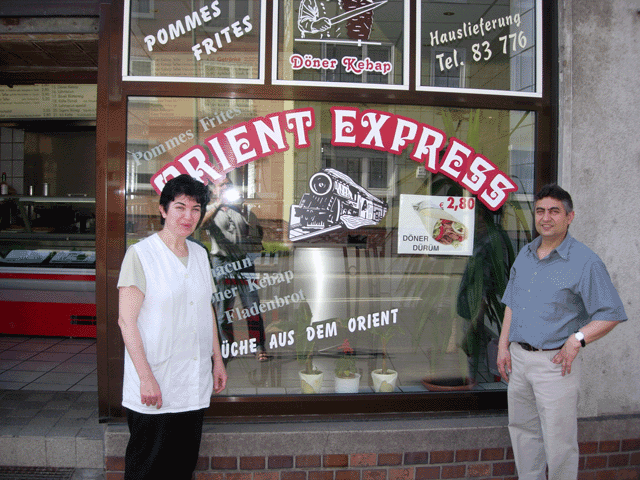 POMMES
FRITES
Döner Kebap
Hauslieferung
Tel. 83 776
ORIENT EXPRESS
Pommes Frites
€ 2,80
DÖNER
DÜRÜM
Kebap
Fladenbrot
AUS DEM ORIENT